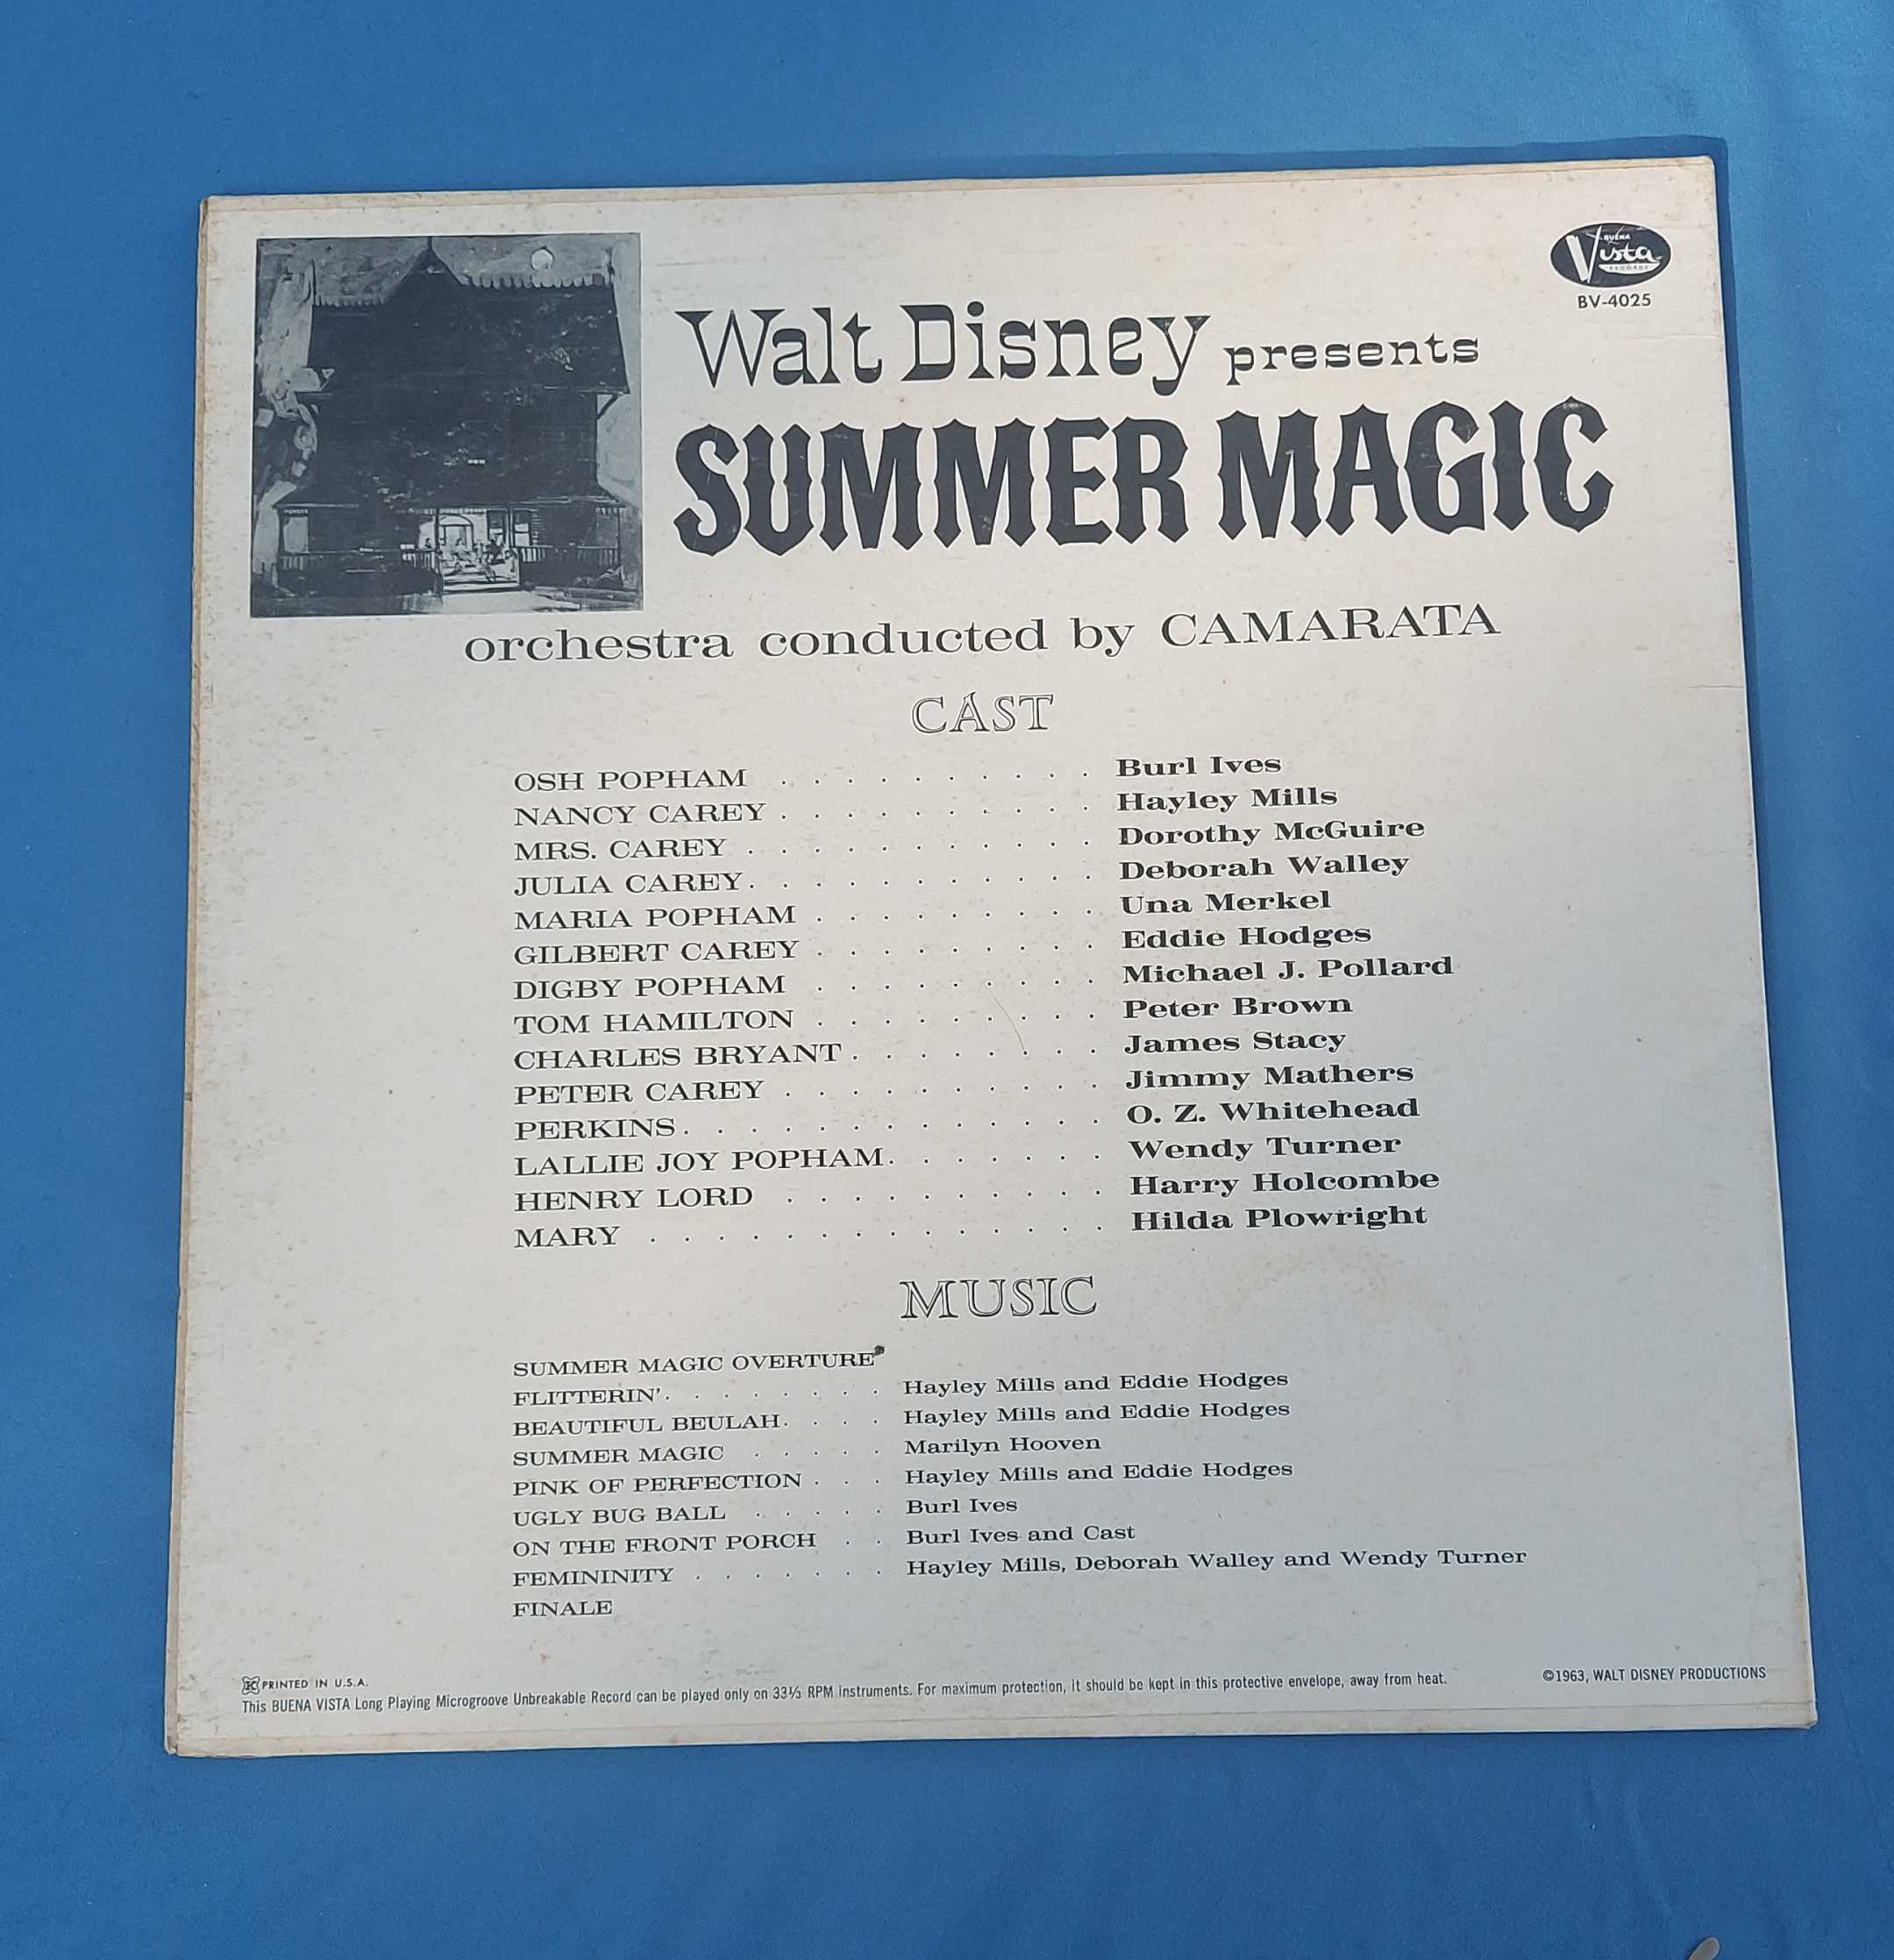 BUENA
Vista
RECORDS
BV-4025
Walt Disney presents
SUMMER MAGIC
orchestra conducted by CAMARATA
CAST
OSH POPHAM . . . . . . . . . . Burl Ives
NANCY CAREY . . . . . . . . . . Hayley Mills
MRS. CAREY . . . . . . . . . . . Dorothy McGuire
JULIA CAREY. . . . . . . . . . . Deborah Walley
MARIA POPHAM . . . . . . . . . Una Merkel
GILBERT CAREY . . . . . . . . . Eddie Hodges
DIGBY POPHAM . . . . . . . . . Michael J. Pollard
TOM HAMILTON . . . . . . . . . Peter Brown
CHARLES BRYANT . . . . . . . . James Stacy
PETER CAREY . . . . . . . . . . Jimmy Mathers
PERKINS. . . . . . . . . . . . . O. Z. Whitehead
LALLIE JOY POPHAM. . . . . . . Wendy Turner
HENRY LORD . . . . . . . . . . Harry Holcombe
MARY . . . . . . . . . . . . . . Hilda Plowright
MUSIC
SUMMER MAGIC OVERTURE
FLITTERIN'. . . . . . . Hayley Mills and Eddie Hodges
BEAUTIFUL BEULAH. . . . Hayley Mills and Eddie Hodges
SUMMER MAGIC . . . . . Marilyn Hooven
PINK OF PERFECTION . . . Hayley Mills and Eddie Hodges
UGLY BUG BALL . . . . . Burl Ives
ON THE FRONT PORCH . . Burl Ives and Cast
FEMININITY . . . . . . Hayley Mills, Deborah Walley and Wendy Turner
FINALE
PRINTED IN U.S.A.
This BUENA VISTA Long Playing Microgroove Unbreakable Record can be played only on 33⅓ RPM instruments. For maximum protection, it should be kept in this protective envelope, away from heat.
©1963, WALT DISNEY PRODUCTIONS